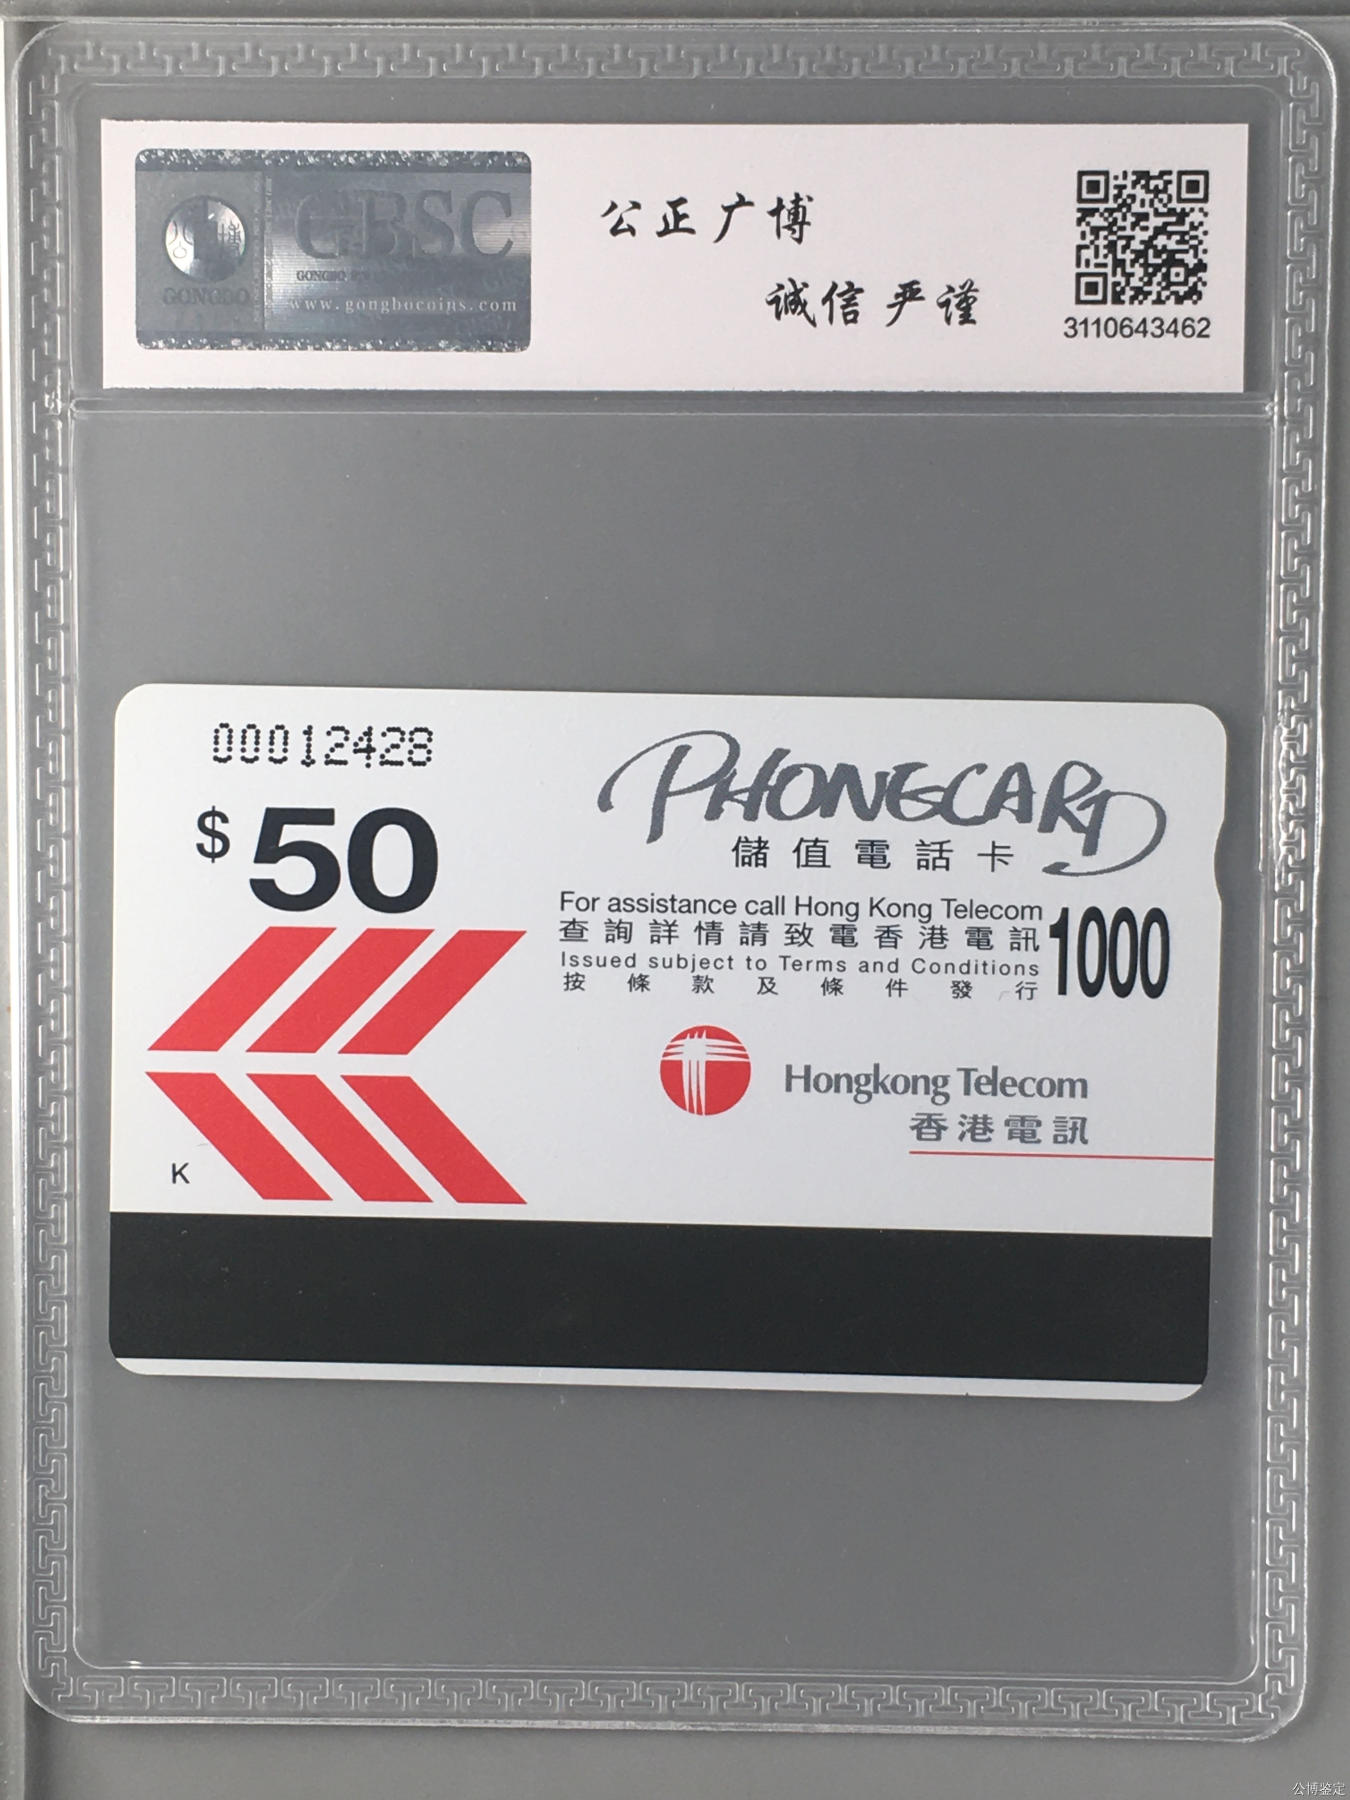 GBSC
GONGBO
www.gongbocoins.com
公正广博
诚信严谨
3110643462
00012428
$50
PHONECARD
儲值電話卡
For assistance call Hong Kong Telecom
查詢詳情請致電香港電訊
Issued subject to Terms and Conditions
按條款及條件發行
1000
Hongkong Telecom
香港電訊
K
公博鉴定